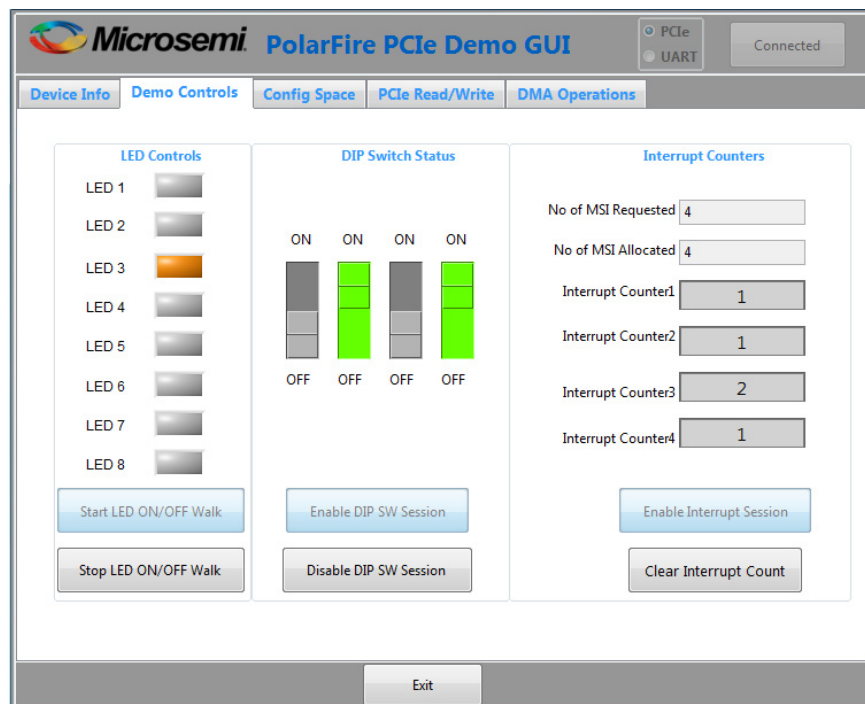 Microsemi. PolarFire PCIe Demo GUI
PCIe
UART
Connected
Device Info Demo Controls Config Space PCIe Read/Write DMA Operations
LED Controls
LED 1
LED 2
LED 3
LED 4
LED 5
LED 6
LED 7
LED 8
Start LED ON/OFF Walk
Stop LED ON/OFF Walk
DIP Switch Status
ON ON ON ON
OFF OFF OFF OFF
Enable DIP SW Session
Disable DIP SW Session
Interrupt Counters
No of MSI Requested 4
No of MSI Allocated 4
Interrupt Counter1 1
Interrupt Counter2 1
Interrupt Counter3 2
Interrupt Counter4 1
Enable Interrupt Session
Clear Interrupt Count
Exit